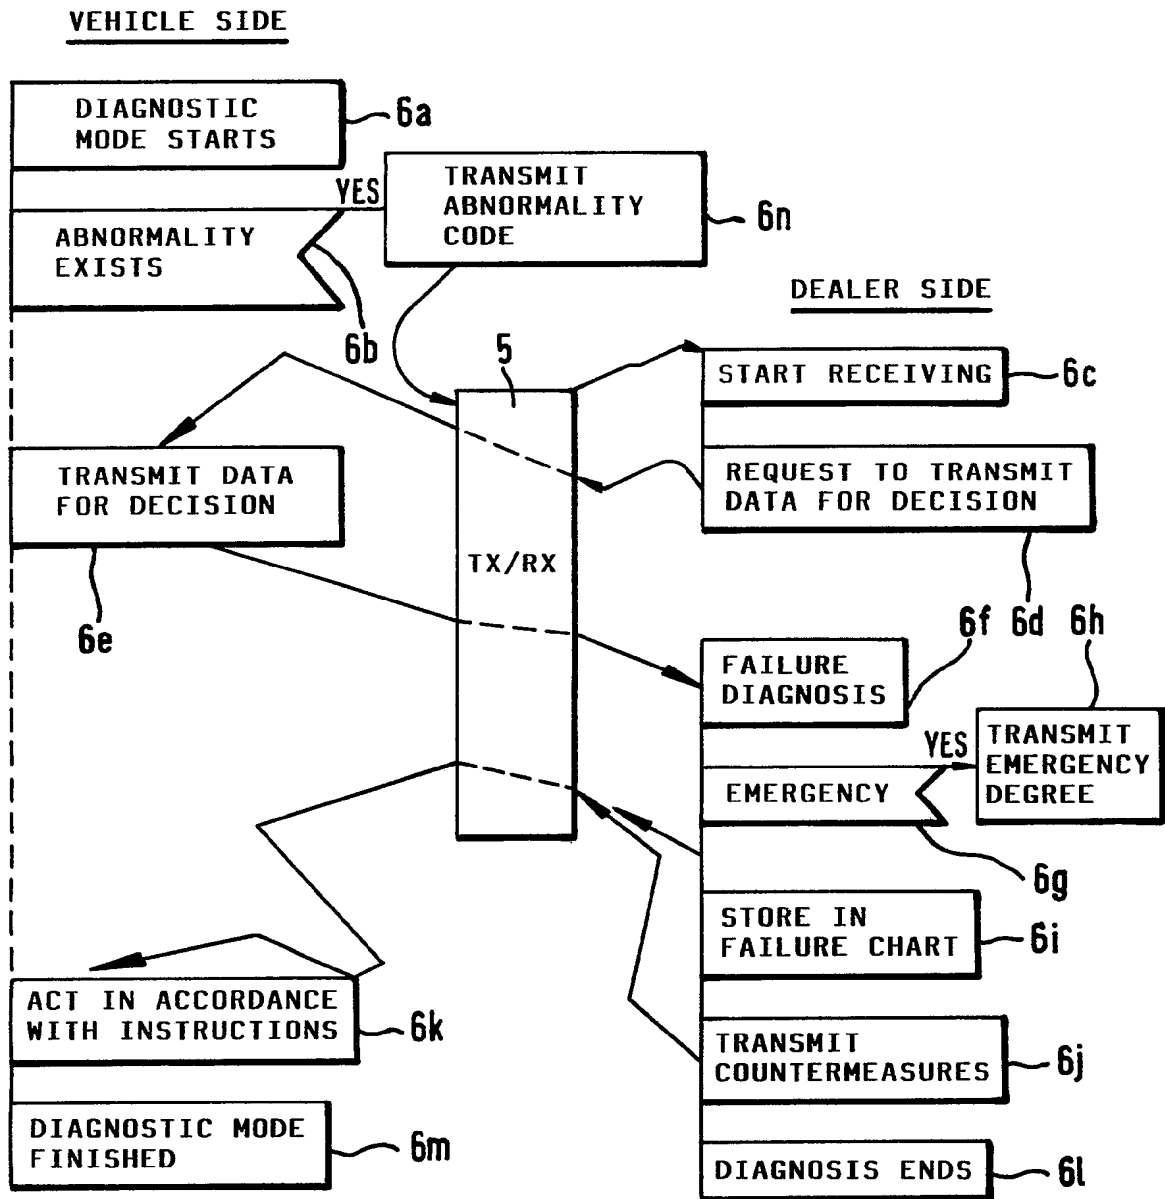 VEHICLE SIDE
DIAGNOSTIC
MODE STARTS
6a
YES
TRANSMIT
ABNORMALITY
CODE
6n
ABNORMALITY
EXISTS
6b
DEALER SIDE
5
START RECEIVING
6c
TRANSMIT DATA
FOR DECISION
6e
REQUEST TO TRANSMIT
DATA FOR DECISION
6d
TX/RX
FAILURE
DIAGNOSIS
6f
6h
YES
TRANSMIT
EMERGENCY
DEGREE
EMERGENCY
6g
STORE IN
FAILURE CHART
6i
ACT IN ACCORDANCE
WITH INSTRUCTIONS
6k
TRANSMIT
COUNTERMEASURES
6j
DIAGNOSTIC MODE
FINISHED
6m
DIAGNOSIS ENDS
6l